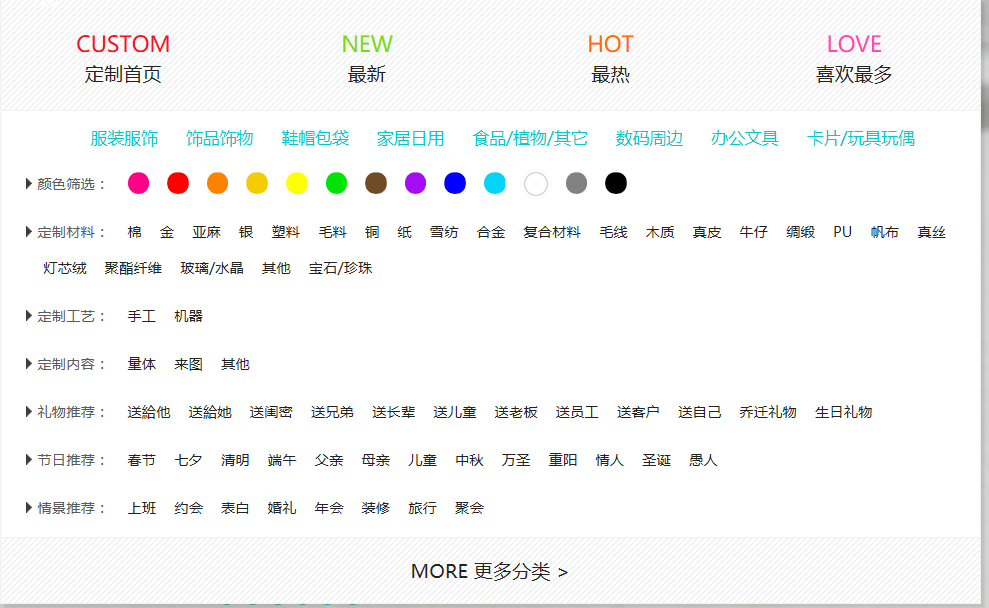 CUSTOM NEW HOT LOVE
定制首页 最新 最热 喜欢最多
服装服饰 饰品饰物 鞋帽包袋 家居日用 食品/植物/其它 数码周边 办公文具 卡片/玩具玩偶
颜色筛选：
定制材料： 棉 金 亚麻 银 塑料 毛料 铜 纸 雪纺 合金 复合材料 毛线 木质 真皮 牛仔 绸缎 PU 帆布 真丝
灯芯绒 聚酯纤维 玻璃/水晶 其他 宝石/珍珠
定制工艺： 手工 机器
定制内容： 量体 来图 其他
礼物推荐： 送給他 送給她 送闺密 送兄弟 送长辈 送儿童 送老板 送员工 送客户 送自己 乔迁礼物 生日礼物
节日推荐： 春节 七夕 清明 端午 父亲 母亲 儿童 中秋 万圣 重阳 情人 圣诞 愚人
情景推荐： 上班 约会 表白 婚礼 年会 装修 旅行 聚会
MORE 更多分类 >